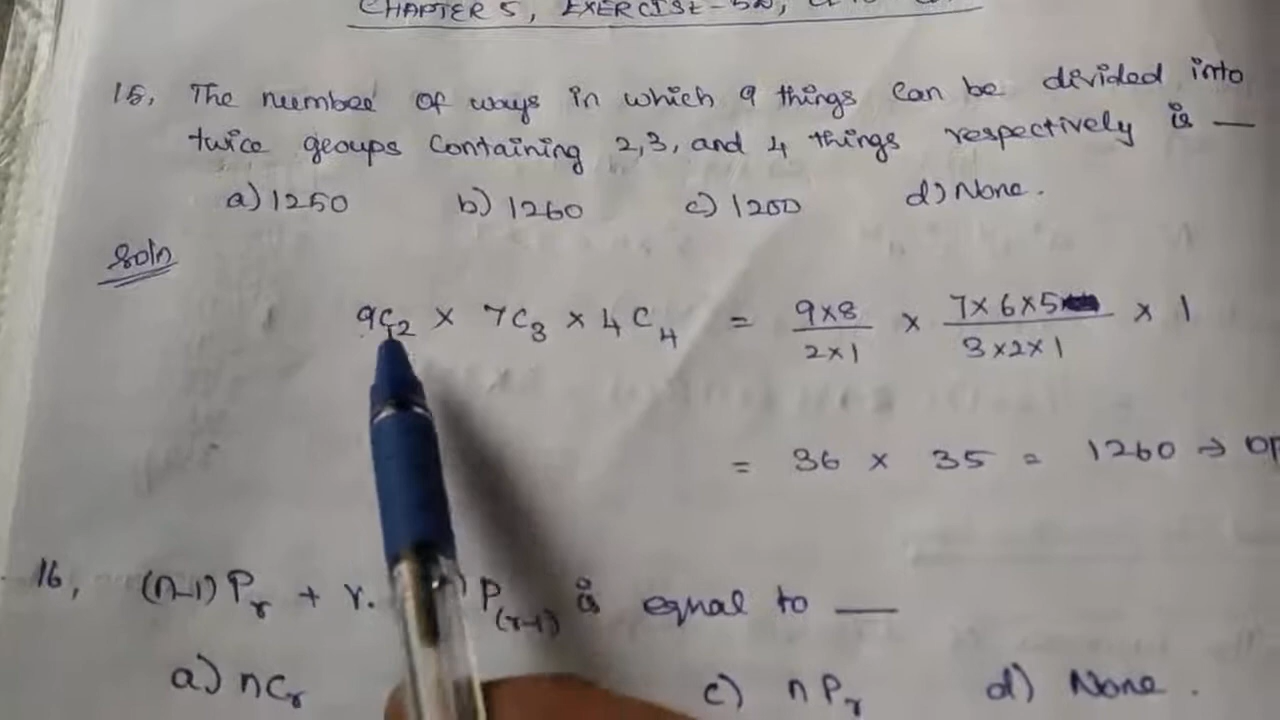 CHAPTER 5, EXERCISE-
15. The number of ways in which 9 things can be divided into
twice groups containing 2,3, and 4 things respectively is —
a) 1250 b) 1260 c) 1200 d) None.
Soln
9C₂ × 7C₃ × 4C₄ = 9×8 / 2×1 × 7×6×5 / 3×2×1 × 1
= 36 × 35 = 1260 →
16, (n-1)Pᵣ + r. P₍ᵣ₋₁₎ is equal to —
a) nCᵣ c) nPᵣ d) None.